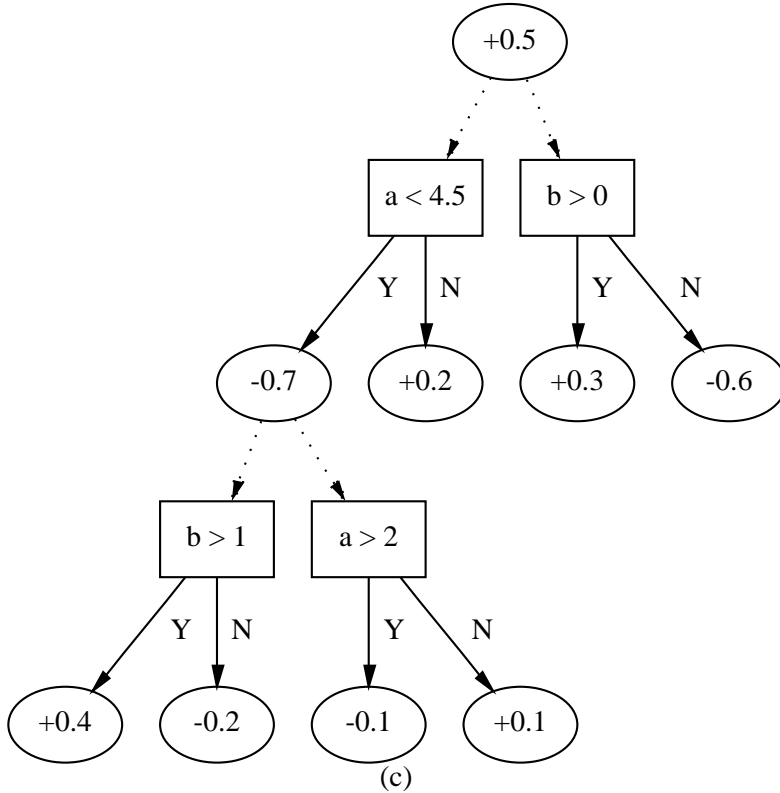 +0.5
a < 4.5
b > 0
Y
N
Y
N
-0.7
+0.2
+0.3
-0.6
b > 1
a > 2
Y
N
Y
N
+0.4
-0.2
-0.1
+0.1
(c)